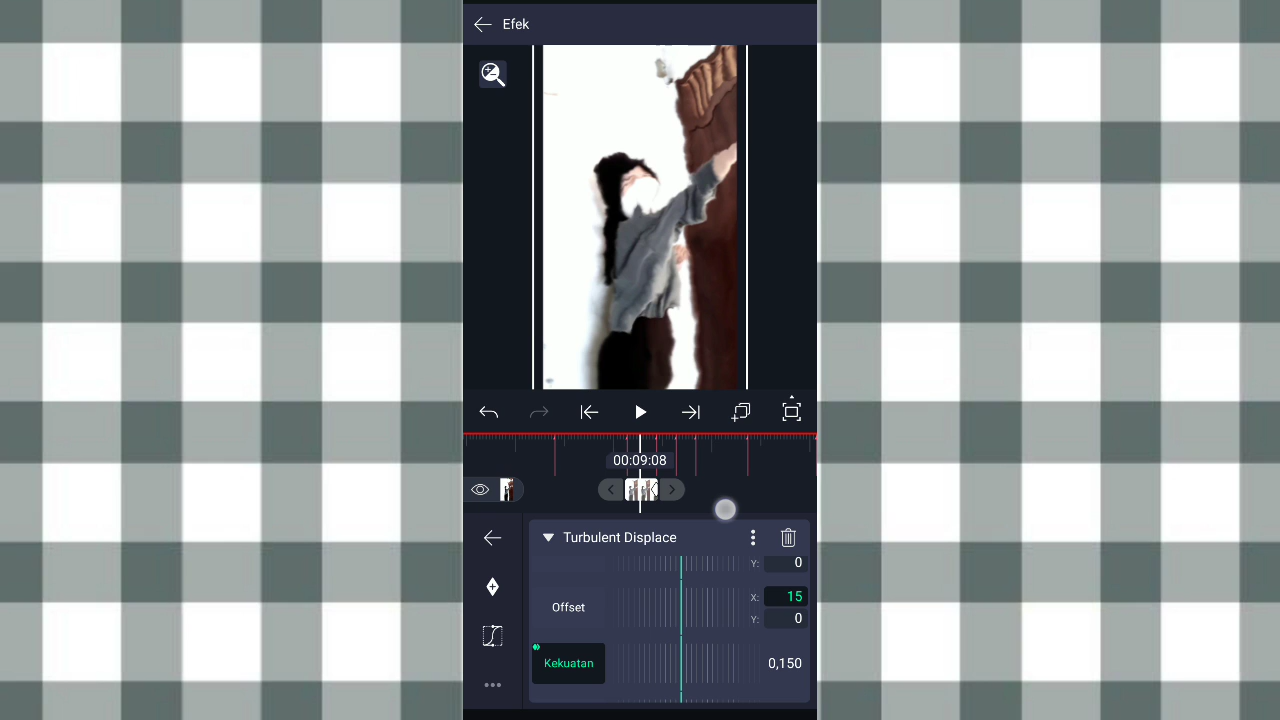 Efek
00:09:08
Turbulent Displace
Y: 0
Offset
X: 15
Y: 0
Kekuatan
0,150